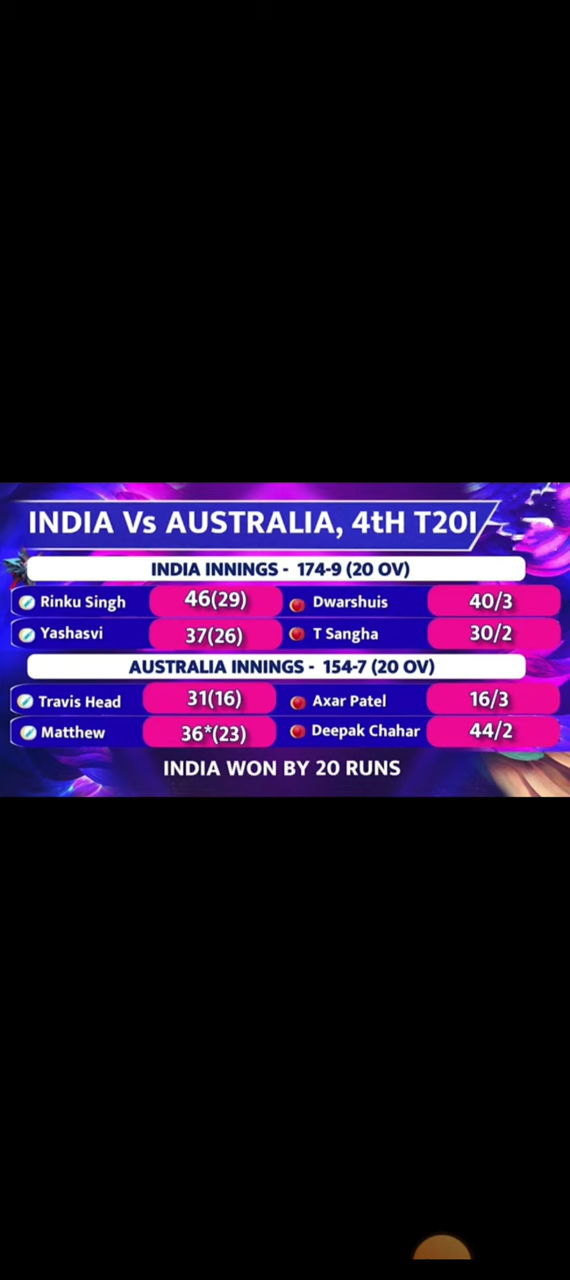 INDIA Vs AUSTRALIA, 4tH T20I
INDIA INNINGS - 174-9 (20 OV)
Rinku Singh 46(29) Dwarshuis 40/3
Yashasvi 37(26) T Sangha 30/2
AUSTRALIA INNINGS - 154-7 (20 OV)
Travis Head 31(16) Axar Patel 16/3
Matthew 36*(23) Deepak Chahar 44/2
INDIA WON BY 20 RUNS